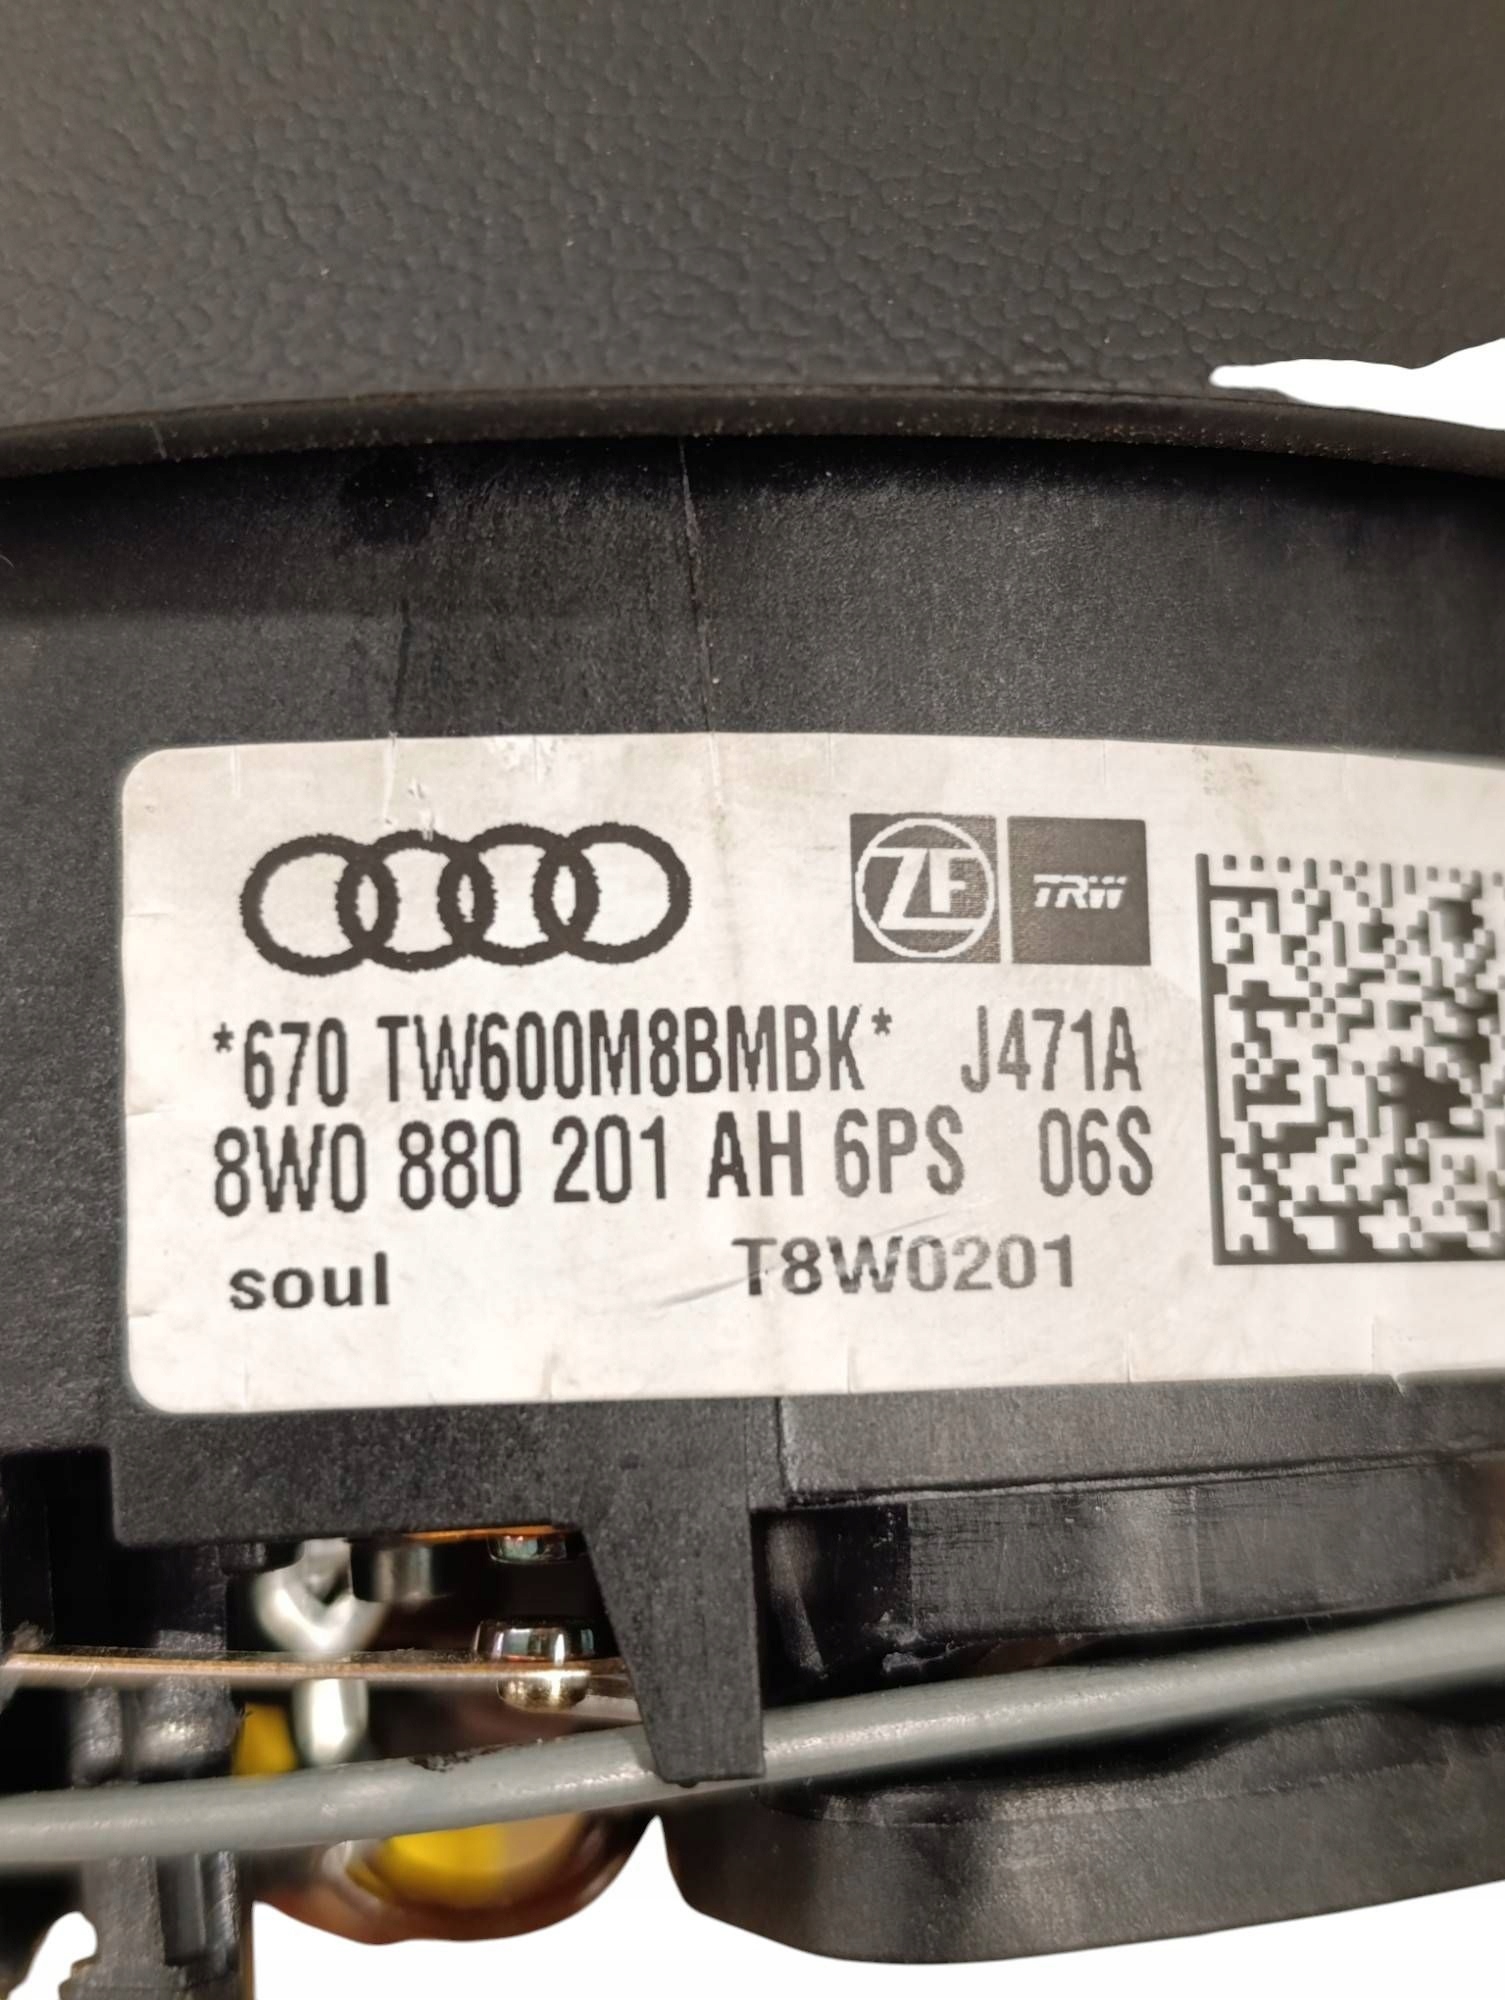 ZF TRW
*670 TW600M8BMBK* J471A
8W0 880 201 AH 6PS 06S
soul T8W0201